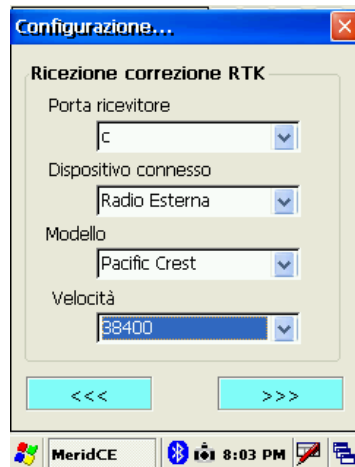 Configurazione...
Ricezione correzione RTK
Porta ricevitore
c
Dispositivo connesso
Radio Esterna
Modello
Pacific Crest
Velocità
38400
<<< >>>
MeridCE 8:03 PM